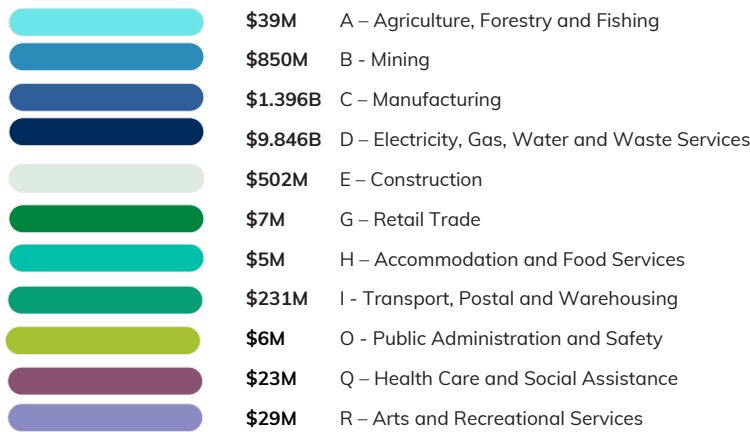 $39M A – Agriculture, Forestry and Fishing
$850M B - Mining
$1.396B C – Manufacturing
$9.846B D – Electricity, Gas, Water and Waste Services
$502M E – Construction
$7M G – Retail Trade
$5M H – Accommodation and Food Services
$231M I - Transport, Postal and Warehousing
$6M O - Public Administration and Safety
$23M Q – Health Care and Social Assistance
$29M R – Arts and Recreational Services